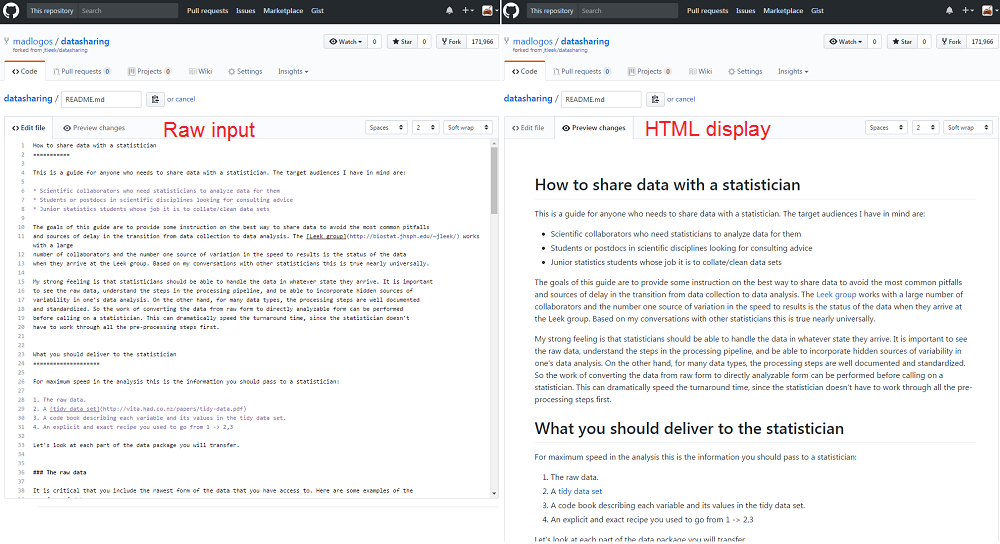 This repository Search Pull requests Issues Marketplace Gist
madlogos / datasharing
forked from jtleek/datasharing
Watch 0 Star 0 Fork 171,966
Code Pull requests 0 Projects 0 Wiki Settings Insights
datasharing / README.md or cancel
Edit file Preview changes Raw input Spaces 2 Soft wrap
1 How to share data with a statistician
2 ===========
3
4 This is a guide for anyone who needs to share data with a statistician. The target audiences I have in mind are:
5
6 * Scientific collaborators who need statisticians to analyze data for them
7 * Students or postdocs in scientific disciplines looking for consulting advice
8 * Junior statistics students whose job it is to collate/clean data sets
9
10 The goals of this guide are to provide some instruction on the best way to share data to avoid the most common pitfalls
11 and sources of delay in the transition from data collection to data analysis. The [Leek group](http://biostat.jhsph.edu/~jleek/) works
with a large
12 number of collaborators and the number one source of variation in the speed to results is the status of the data
13 when they arrive at the Leek group. Based on my conversations with other statisticians this is true nearly universally.
14
15 My strong feeling is that statisticians should be able to handle the data in whatever state they arrive. It is important
16 to see the raw data, understand the steps in the processing pipeline, and be able to incorporate hidden sources of
17 variability in one's data analysis. On the other hand, for many data types, the processing steps are well documented
18 and standardized. So the work of converting the data from raw form to directly analyzable form can be performed
19 before calling on a statistician. This can dramatically speed the turnaround time, since the statistician doesn't
20 have to work through all the pre-processing steps first.
21
22
23 What you should deliver to the statistician
24 ====================
25
26 For maximum speed in the analysis this is the information you should pass to a statistician:
27
28 1. The raw data.
29 2. A [tidy data set](http://vita.had.co.nz/papers/tidy-data.pdf)
30 3. A code book describing each variable and its values in the tidy data set.
31 4. An explicit and exact recipe you used to go from 1 -> 2,3
32
33 Let's look at each part of the data package you will transfer.
34
35
36 ### The raw data
37
38 It is critical that you include the rawest form of the data that you have access to. Here are some examples of the
This repository Search Pull requests Issues Marketplace Gist
madlogos / datasharing
forked from jtleek/datasharing
Watch 0 Star 0 Fork 171,966
Code Pull requests 0 Projects 0 Wiki Settings Insights
datasharing / README.md or cancel
Edit file Preview changes HTML display Spaces 2 Soft wrap
How to share data with a statistician
This is a guide for anyone who needs to share data with a statistician. The target audiences I have in mind are:
• Scientific collaborators who need statisticians to analyze data for them
• Students or postdocs in scientific disciplines looking for consulting advice
• Junior statistics students whose job it is to collate/clean data sets
The goals of this guide are to provide some instruction on the best way to share data to avoid the most common pitfalls
and sources of delay in the transition from data collection to data analysis. The Leek group works with a large number of
collaborators and the number one source of variation in the speed to results is the status of the data when they arrive at
the Leek group. Based on my conversations with other statisticians this is true nearly universally.
My strong feeling is that statisticians should be able to handle the data in whatever state they arrive. It is important to see
the raw data, understand the steps in the processing pipeline, and be able to incorporate hidden sources of variability in
one's data analysis. On the other hand, for many data types, the processing steps are well documented and standardized.
So the work of converting the data from raw form to directly analyzable form can be performed before calling on a
statistician. This can dramatically speed the turnaround time, since the statistician doesn't have to work through all the pre-
processing steps first.
What you should deliver to the statistician
For maximum speed in the analysis this is the information you should pass to a statistician:
1. The raw data.
2. A tidy data set
3. A code book describing each variable and its values in the tidy data set.
4. An explicit and exact recipe you used to go from 1 -> 2,3
Let's look at each part of the data package you will transfer.